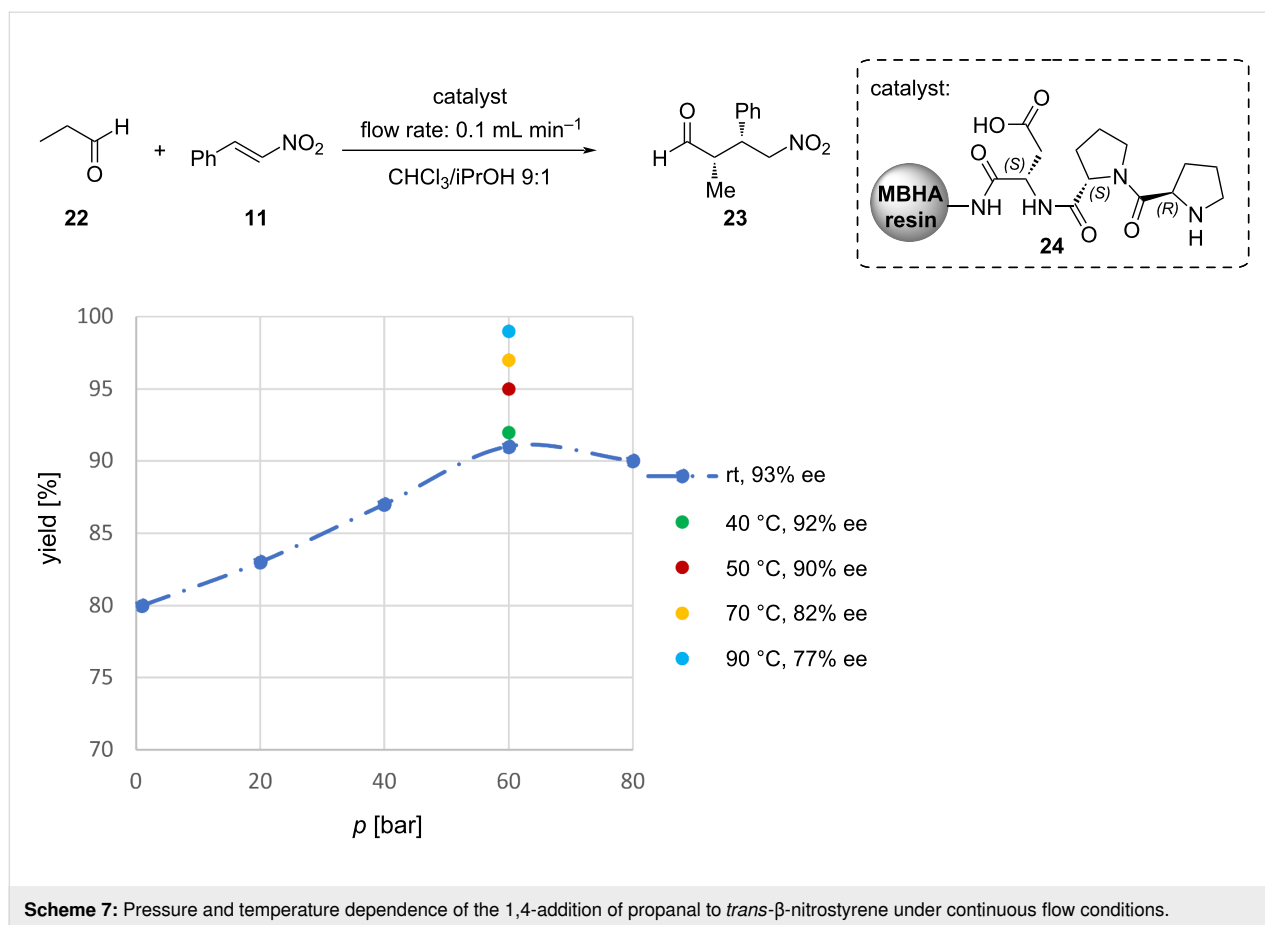 catalyst
flow rate: 0.1 mL min⁻¹
CHCl₃/iPrOH 9:1
H
O
22
+
Ph
NO₂
11
O
H
Ph
NO₂
Me
23
catalyst:
O
HO
O
(S)
MBHA
resin
NH
HN
O
(S)
N
O
(R)
N
H
24
100
95
90
85
80
75
70
yield [%]
0 20 40 60 80
p [bar]
rt, 93% ee
40 °C, 92% ee
50 °C, 90% ee
70 °C, 82% ee
90 °C, 77% ee
Scheme 7: Pressure and temperature dependence of the 1,4-addition of propanal to trans-β-nitrostyrene under continuous flow conditions.